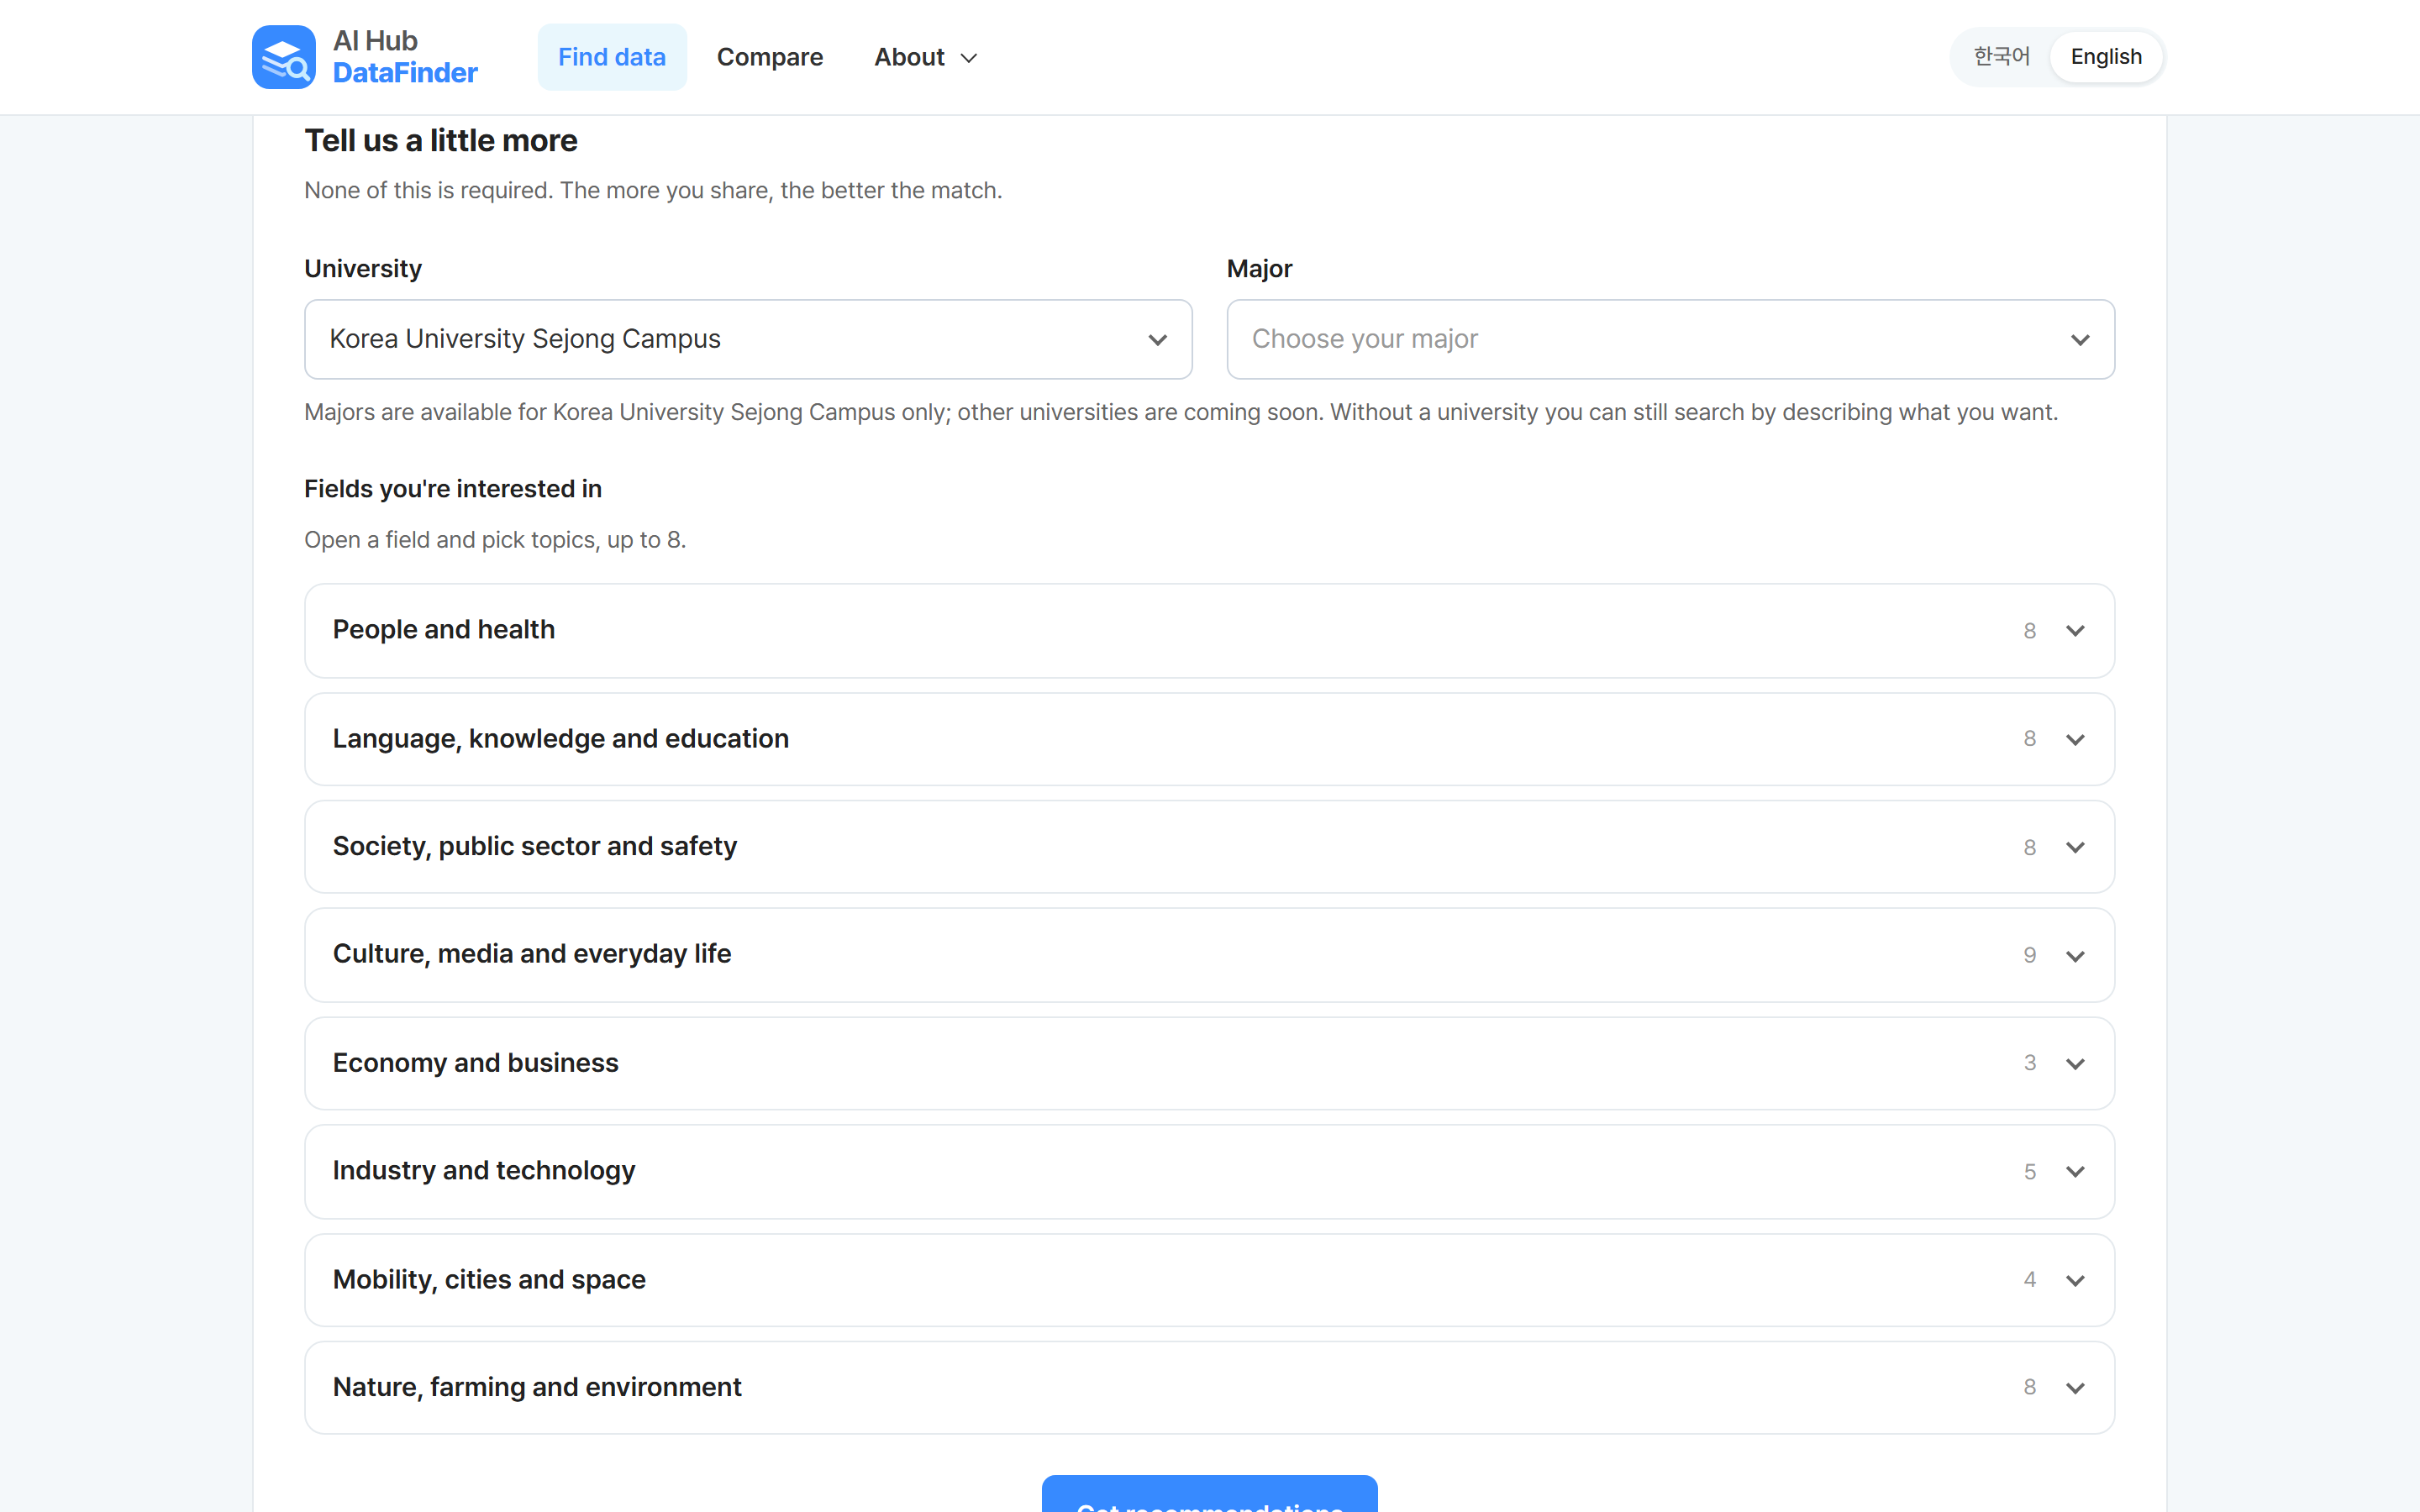 AI Hub
DataFinder
Find data
Compare
About
한국어
English
Tell us a little more
None of this is required. The more you share, the better the match.
University
Major
Korea University Sejong Campus
Choose your major
Majors are available for Korea University Sejong Campus only; other universities are coming soon. Without a university you can still search by describing what you want.
Fields you're interested in
Open a field and pick topics, up to 8.
People and health 8
Language, knowledge and education 8
Society, public sector and safety 8
Culture, media and everyday life 9
Economy and business 3
Industry and technology 5
Mobility, cities and space 4
Nature, farming and environment 8
Get recommendations